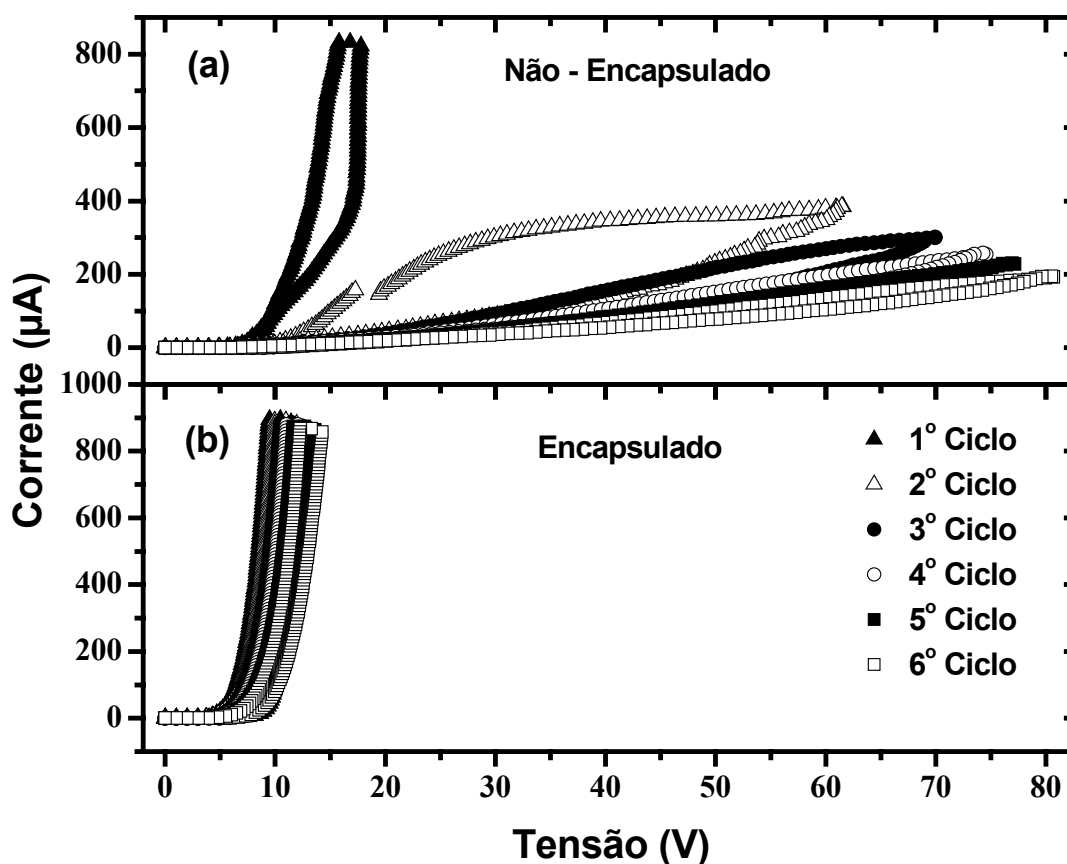 (a)
Não - Encapsulado
800
600
400
200
0
1000
(b)
Encapsulado
800
600
400
200
0
1º Ciclo
2º Ciclo
3º Ciclo
4º Ciclo
5º Ciclo
6º Ciclo
Corrente (µA)
0 10 20 30 40 50 60 70 80
Tensão (V)